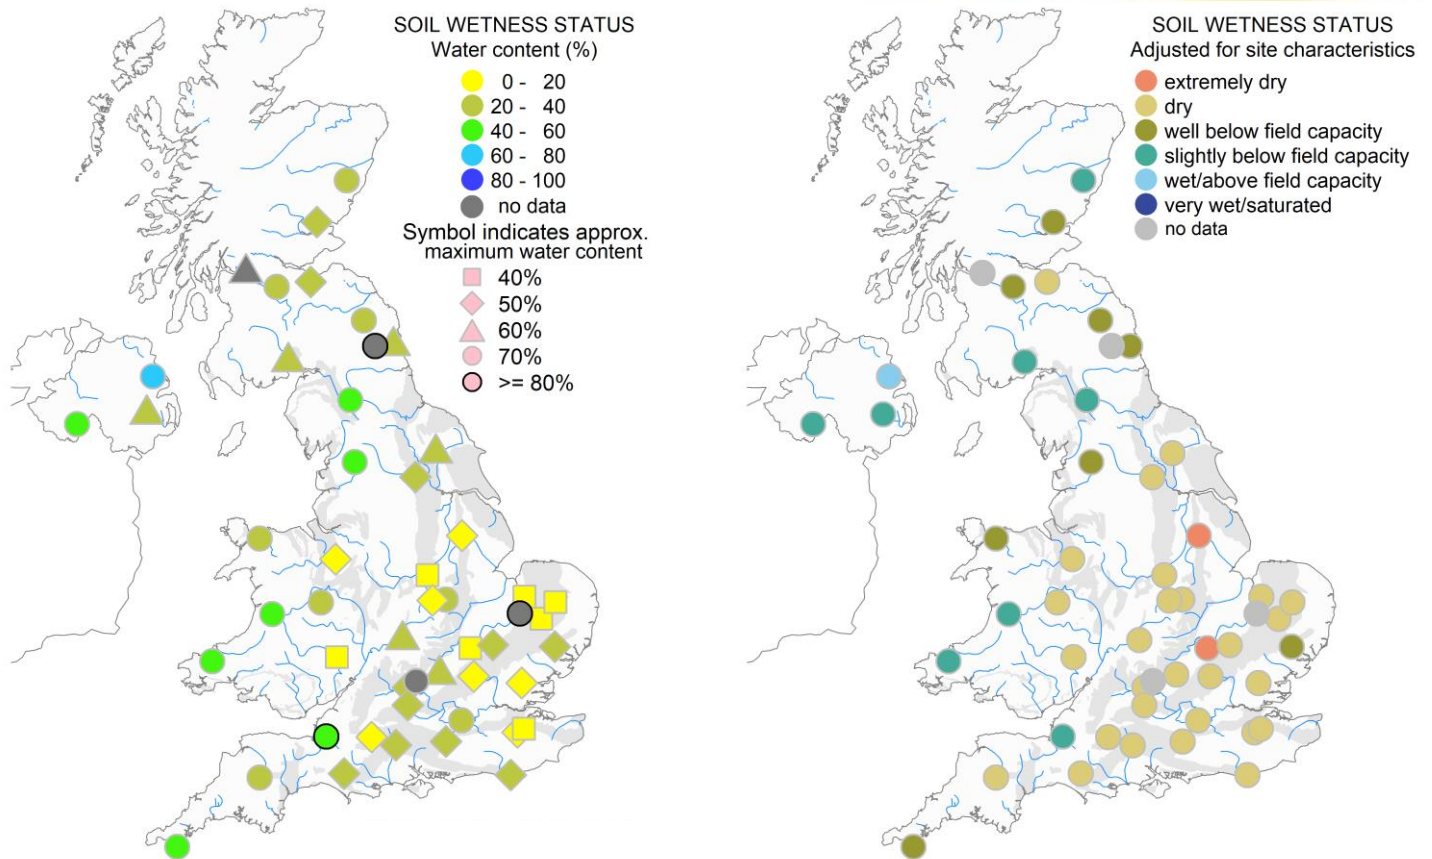 SOIL WETNESS STATUS
Water content (%)
0 - 20
20 - 40
40 - 60
60 - 80
80 - 100
no data
Symbol indicates approx.
maximum water content
40%
50%
60%
70%
>= 80%
SOIL WETNESS STATUS
Adjusted for site characteristics
extremely dry
dry
well below field capacity
slightly below field capacity
wet/above field capacity
very wet/saturated
no data